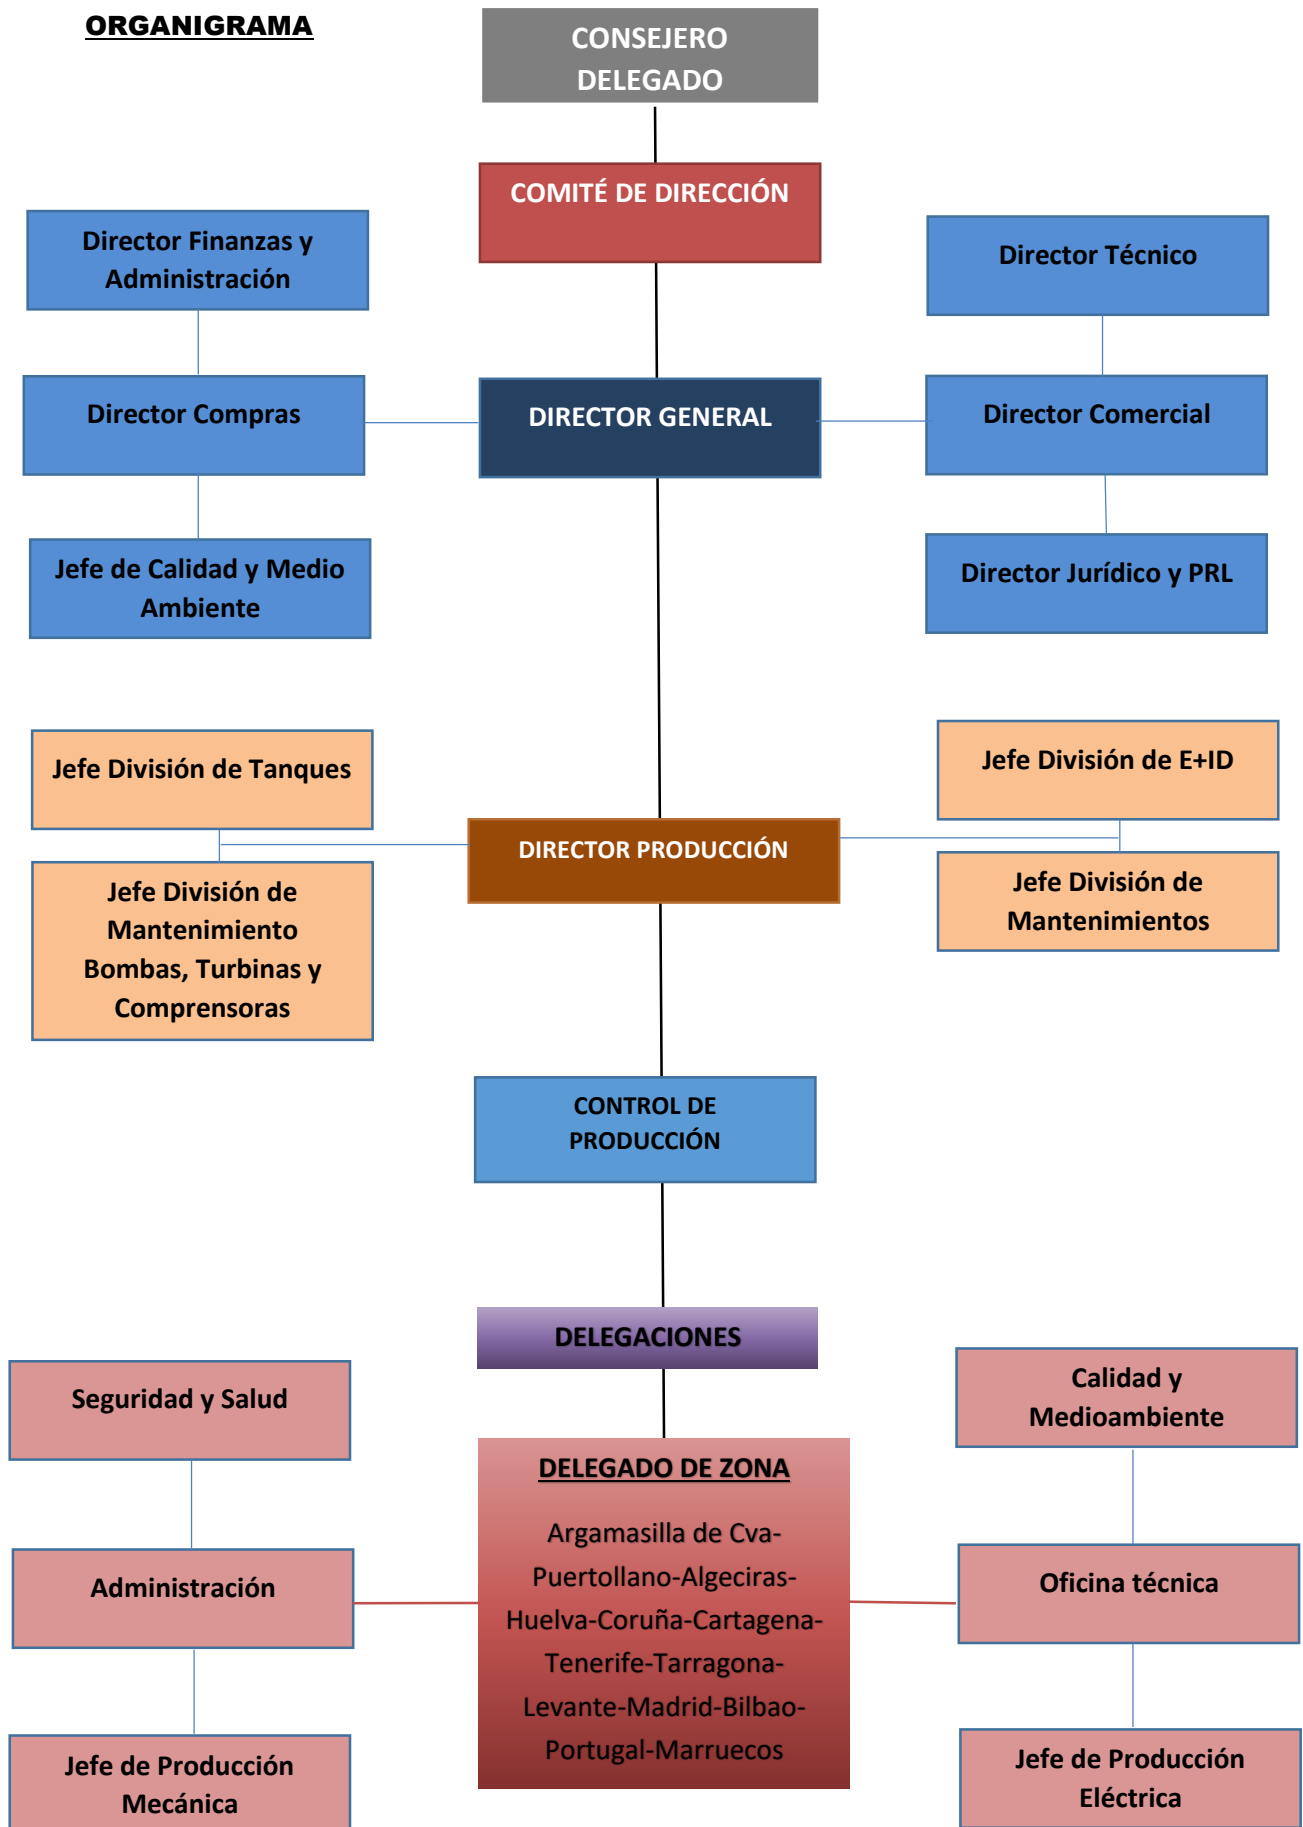 ORGANIGRAMA
CONSEJERO
DELEGADO
COMITÉ DE DIRECCIÓN
Director Finanzas y
Administración
Director Técnico
Director Compras
DIRECTOR GENERAL
Director Comercial
Jefe de Calidad y Medio
Ambiente
Director Jurídico y PRL
Jefe División de Tanques
Jefe División de E+ID
DIRECTOR PRODUCCIÓN
Jefe División de
Mantenimiento
Bombas, Turbinas y
Comprensoras
Jefe División de
Mantenimientos
CONTROL DE
PRODUCCIÓN
DELEGACIONES
Seguridad y Salud
Calidad y
Medioambiente
DELEGADO DE ZONA
Argamasilla de Cva-
Puertollano-Algeciras-
Huelva-Coruña-Cartagena-
Tenerife-Tarragona-
Levante-Madrid-Bilbao-
Portugal-Marruecos
Administración
Oficina técnica
Jefe de Producción
Mecánica
Jefe de Producción
Eléctrica